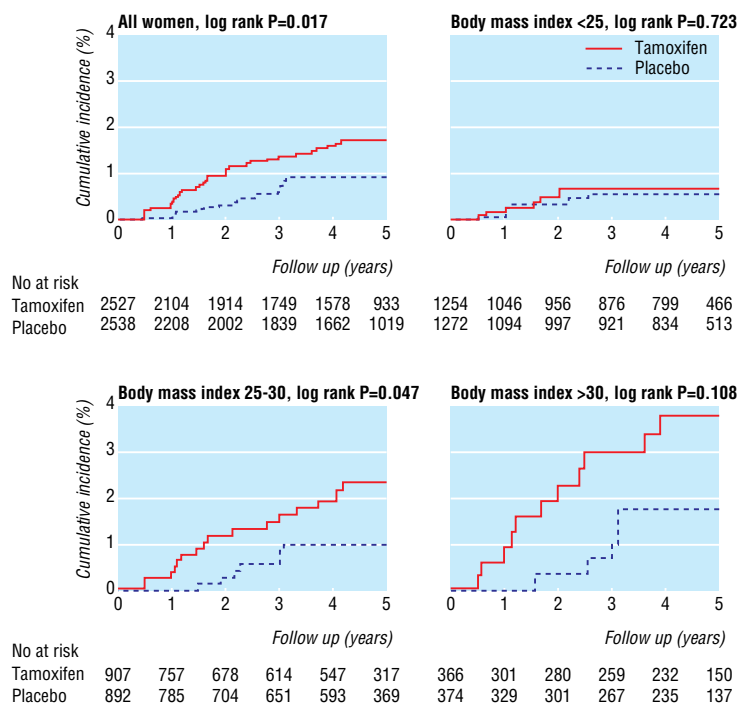 All women, log rank P=0.017
Cumulative incidence (%)
4
3
2
1
0
0 1 2 3 4 5
Follow up (years)
Body mass index <25, log rank P=0.723
Tamoxifen
Placebo
0 1 2 3 4 5
Follow up (years)
No at risk
Tamoxifen 2527 2104 1914 1749 1578 933 1254 1046 956 876 799 466
Placebo 2538 2208 2002 1839 1662 1019 1272 1094 997 921 834 513
Body mass index 25-30, log rank P=0.047
Cumulative incidence (%)
4
3
2
1
0
0 1 2 3 4 5
Follow up (years)
Body mass index >30, log rank P=0.108
0 1 2 3 4 5
Follow up (years)
No at risk
Tamoxifen 907 757 678 614 547 317 366 301 280 259 232 150
Placebo 892 785 704 651 593 369 374 329 301 267 235 137